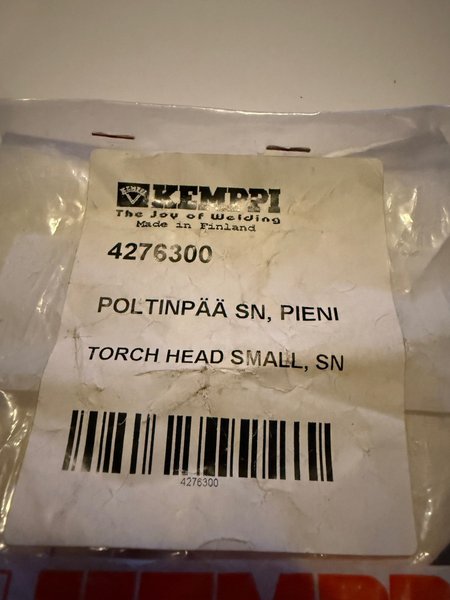 KEMPPI
The Joy of Welding
Made in Finland
4276300
POLTINPÄÄ SN, PIENI
TORCH HEAD SMALL, SN
4276300